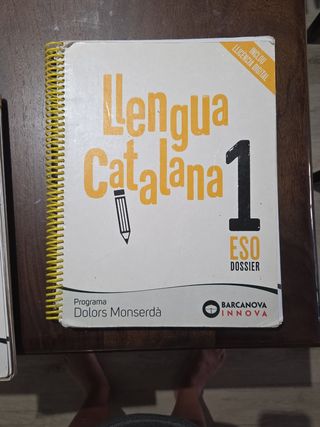 INCLOU
LLICÈNCIA DIGITAL
Llengua
Catalana
1
ESO
DOSSIER
Programa
Dolors Monserdà
BARCANOVA
INNOVA